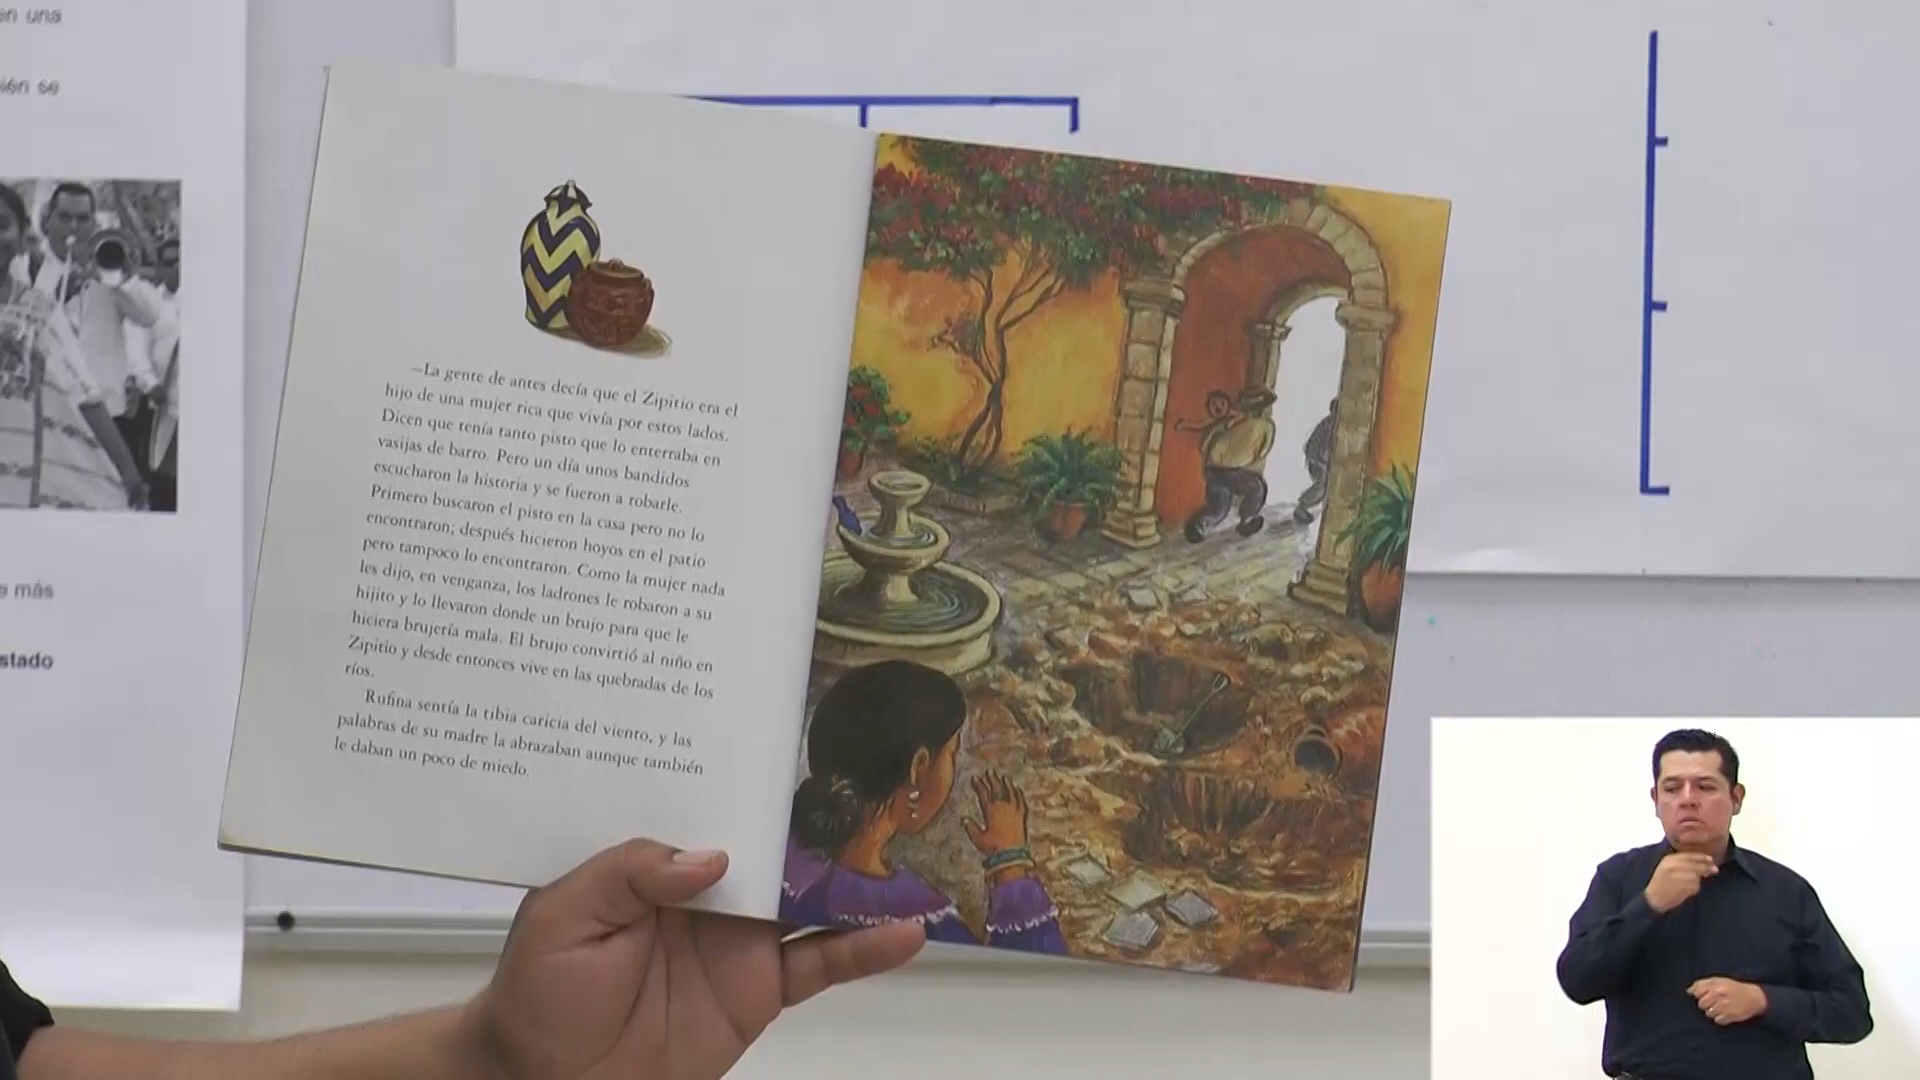 en una
ién se
más
stado
—La gente de antes decía que el Zipitio era el
hijo de una mujer rica que vivía por estos lados.
Dicen que tenía tanto pisto que lo enterraba en
vasijas de barro. Pero un día unos bandidos
escucharon la historia y se fueron a robarle.
Primero buscaron el pisto en la casa pero no lo
encontraron; después hicieron hoyos en el patio
pero tampoco lo encontraron. Como la mujer nada
les dijo, en venganza, los ladrones le robaron a su
hijito y lo llevaron donde un brujo para que le
hiciera brujería mala. El brujo convirtió al niño en
Zipitio y desde entonces vive en las quebradas de los
ríos.
Rufina sentía la tibia caricia del viento, y las
palabras de su madre la abrazaban aunque también
le daban un poco de miedo.